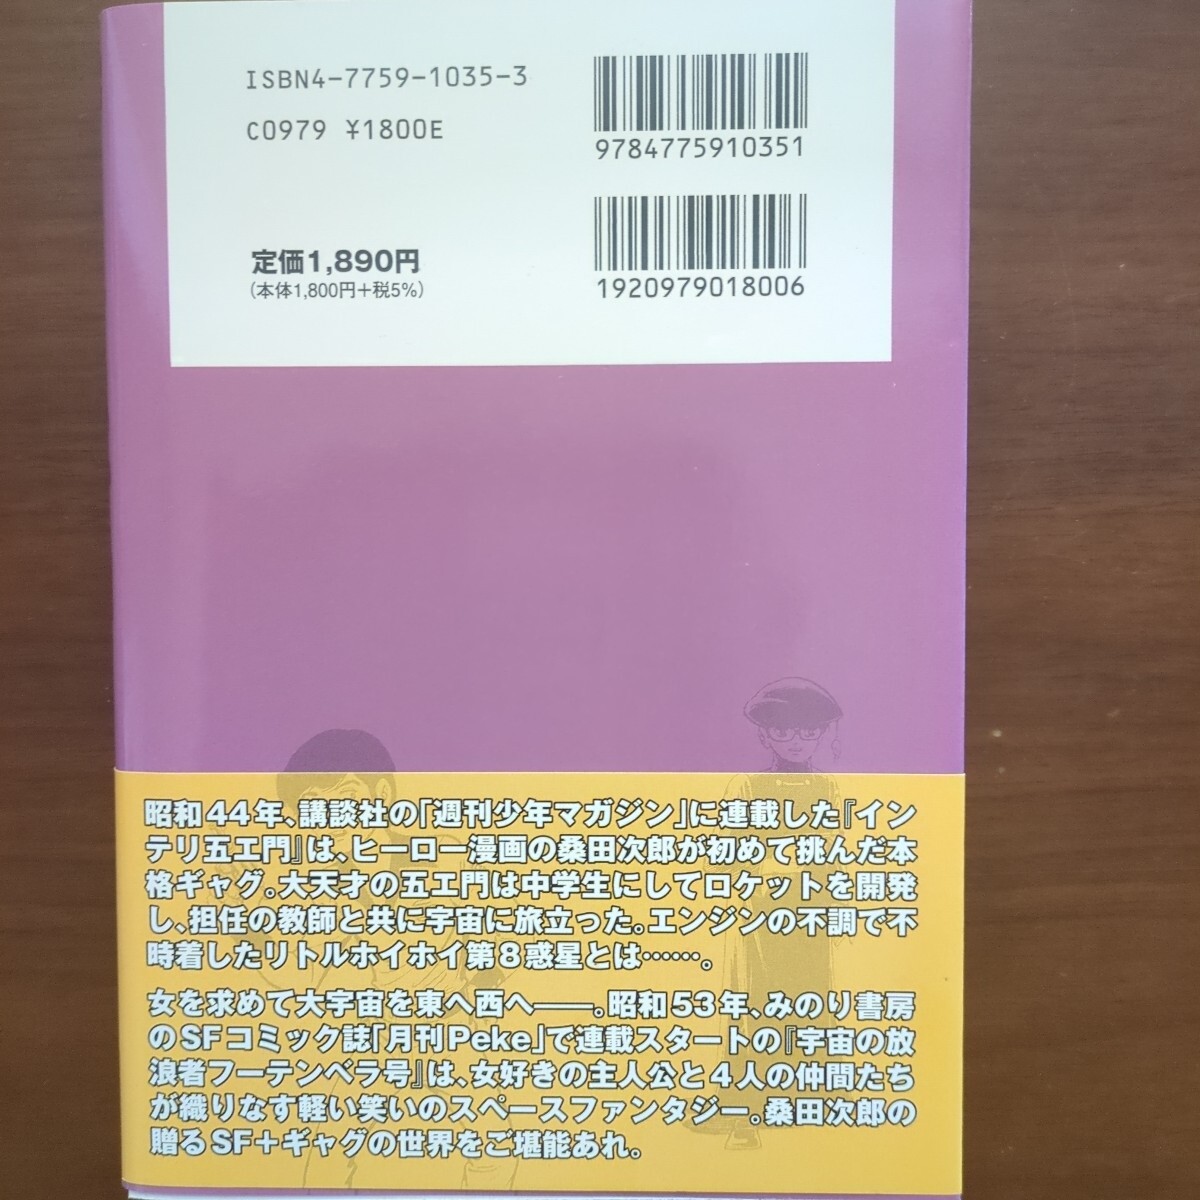 ISBN4-7759-1035-3
C0979 ¥1800E
9784775910351
定価1,890円
(本体1,800円+税5%)
1920979018006
昭和44年、講談社の「週刊少年マガジン」に連載した『イン
テリ五エ門』は、ヒーロー漫画の桑田次郎が初めて挑んだ本
格ギャグ。大天才の五エ門は中学生にしてロケットを開発
し、担任の教師と共に宇宙に旅立った。エンジンの不調で不
時着したリトルホイホイ第8惑星とは……。
女を求めて大宇宙を東へ西へ――。昭和53年、みのり書房
のSFコミック誌「月刊Peke」で連載スタートの『宇宙の放
浪者フーテンベラ号』は、女好きの主人公と4人の仲間たち
が織りなす軽い笑いのスペースファンタジー。桑田次郎の
贈るSF+ギャグの世界をご堪能あれ。